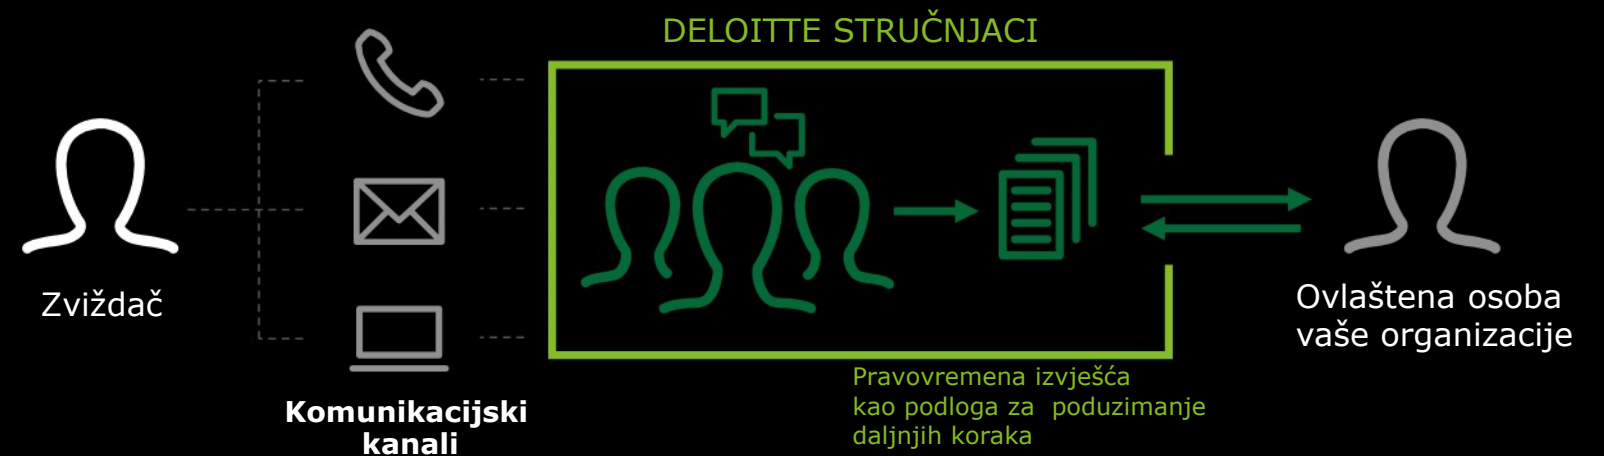 DELOITTE STRUČNJACI
Zviždač
Komunikacijski
kanali
Pravovremena izvješća
kao podloga za  poduzimanje
daljnjih koraka
Ovlaštena osoba
vaše organizacije